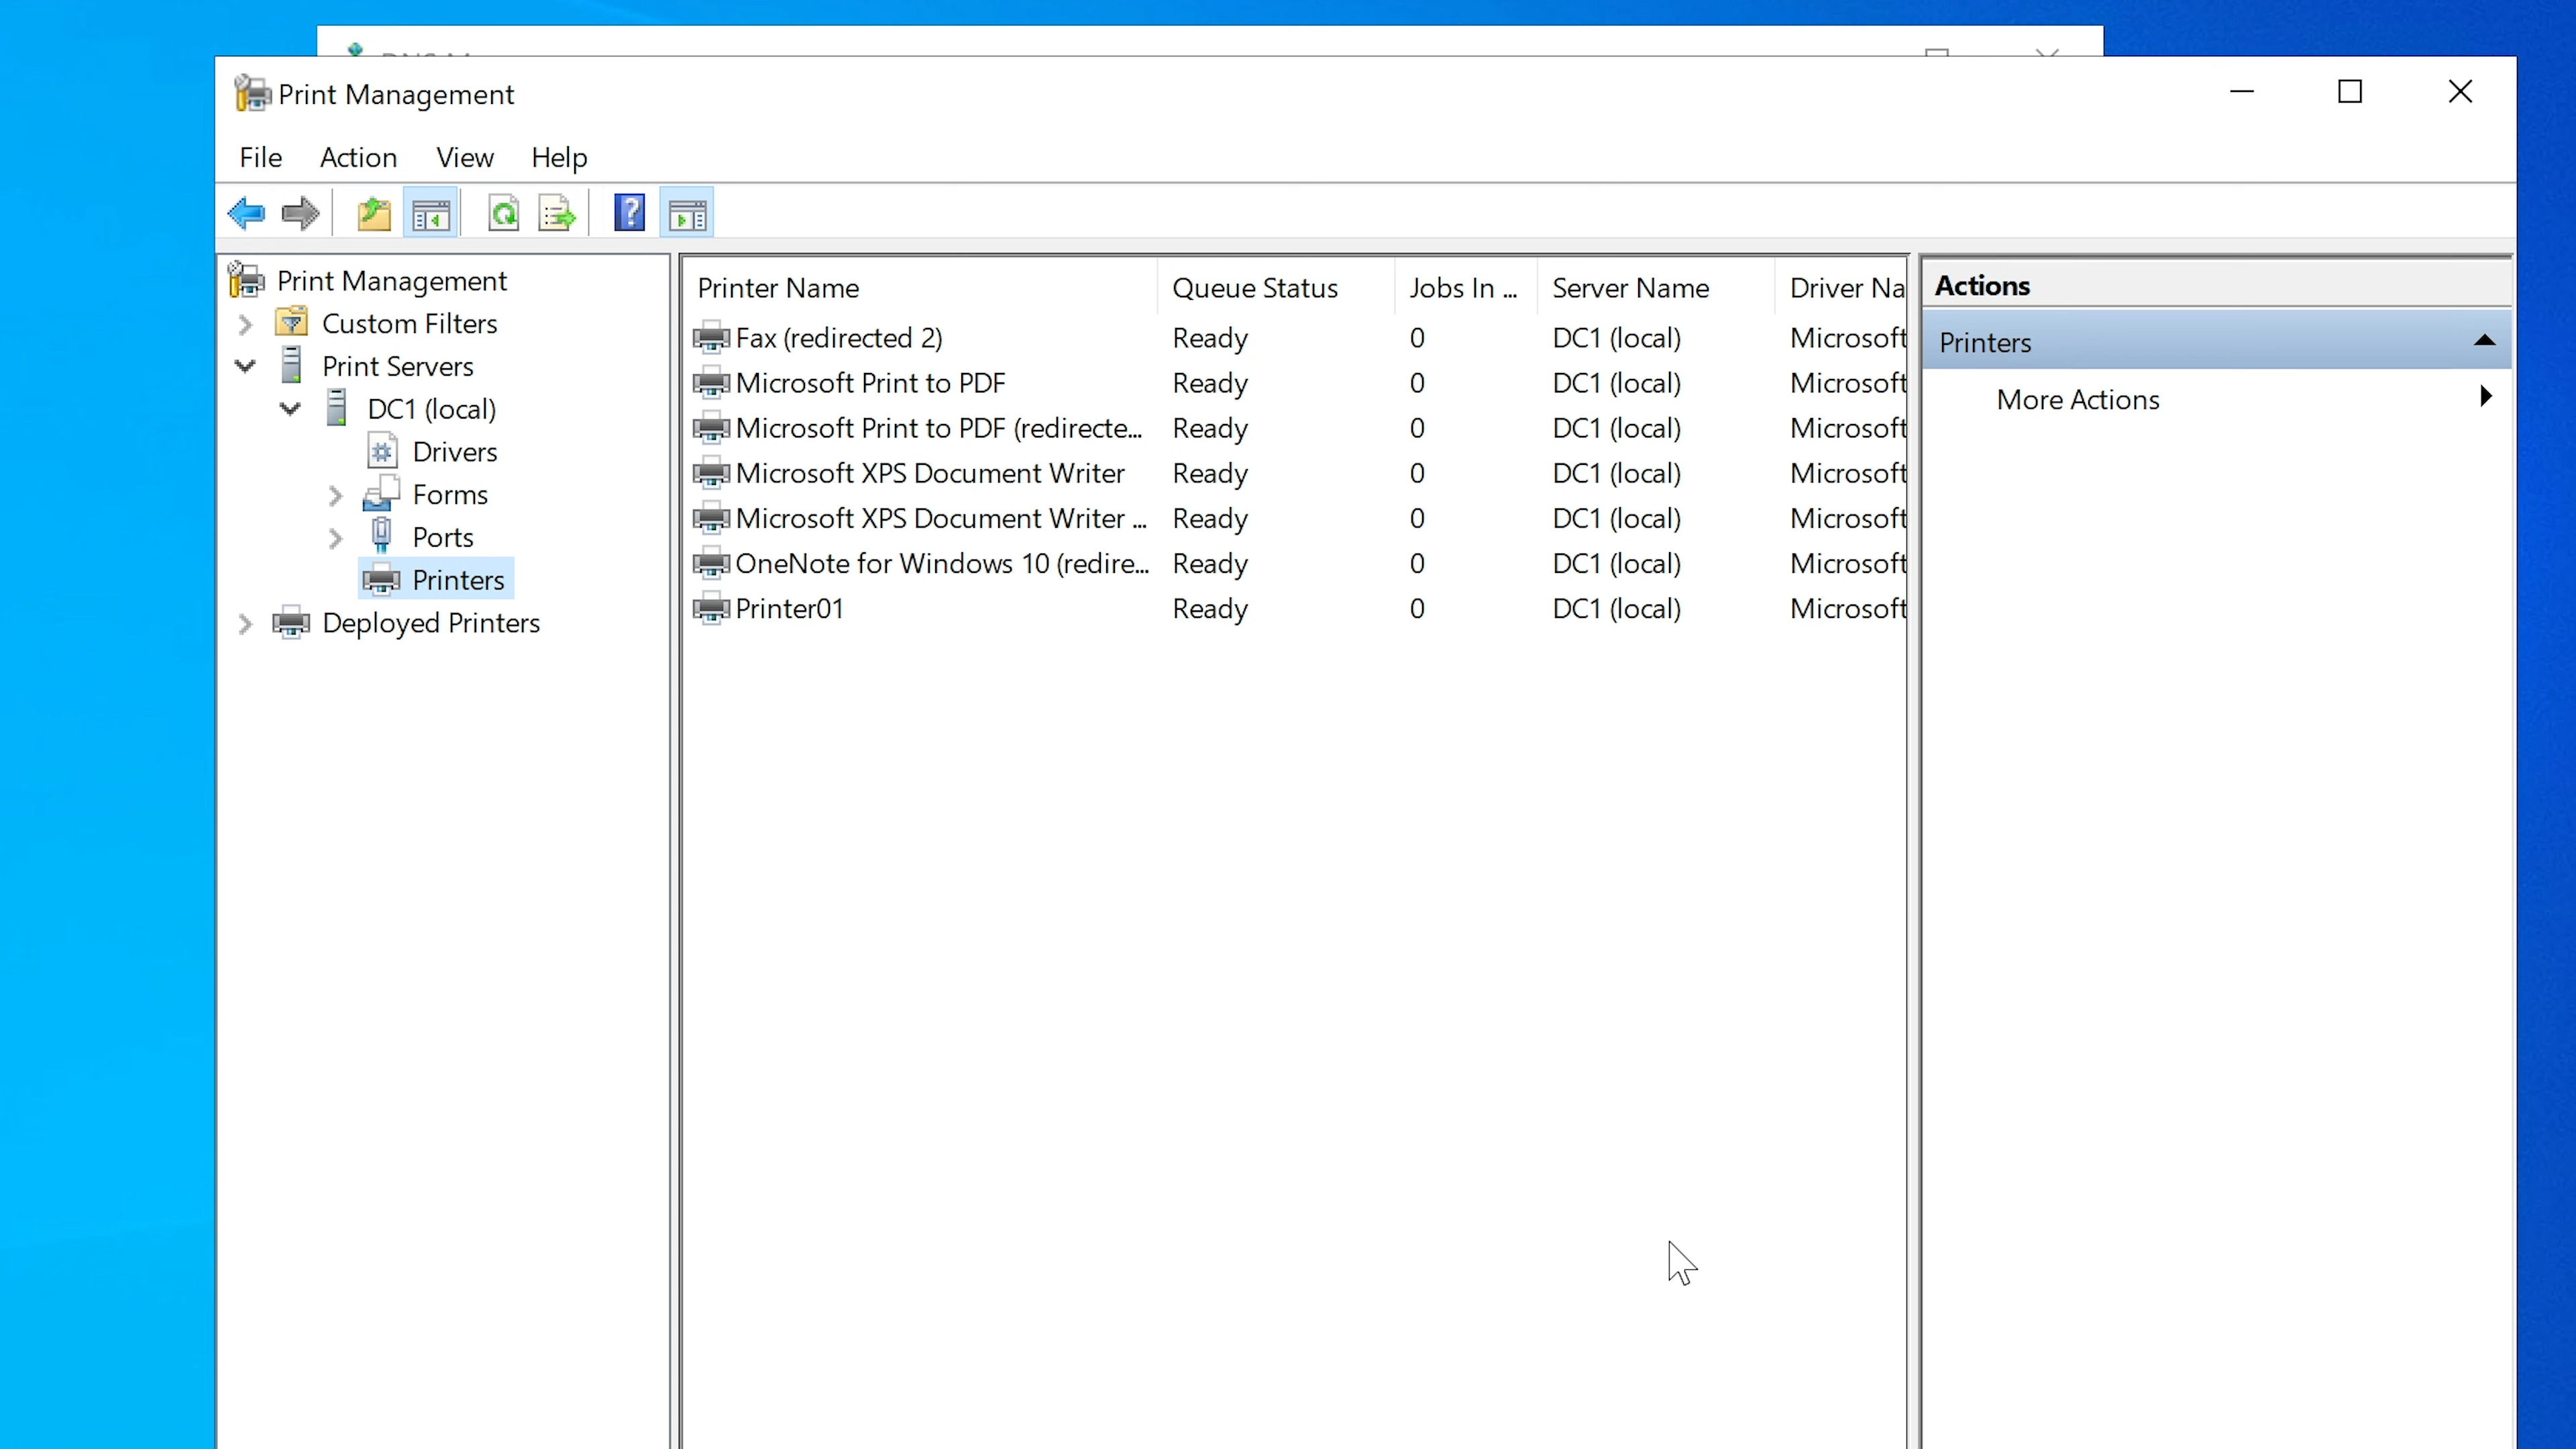 Print Management
File Action View Help
Print Management
Custom Filters
Print Servers
DC1 (local)
Drivers
Forms
Ports
Printers
Deployed Printers
Printer Name Queue Status Jobs In ... Server Name Driver Na
Fax (redirected 2) Ready 0 DC1 (local) Microsoft
Microsoft Print to PDF Ready 0 DC1 (local) Microsoft
Microsoft Print to PDF (redirecte... Ready 0 DC1 (local) Microsoft
Microsoft XPS Document Writer Ready 0 DC1 (local) Microsoft
Microsoft XPS Document Writer ... Ready 0 DC1 (local) Microsoft
OneNote for Windows 10 (redire... Ready 0 DC1 (local) Microsoft
Printer01 Ready 0 DC1 (local) Microsoft
Actions
Printers
More Actions